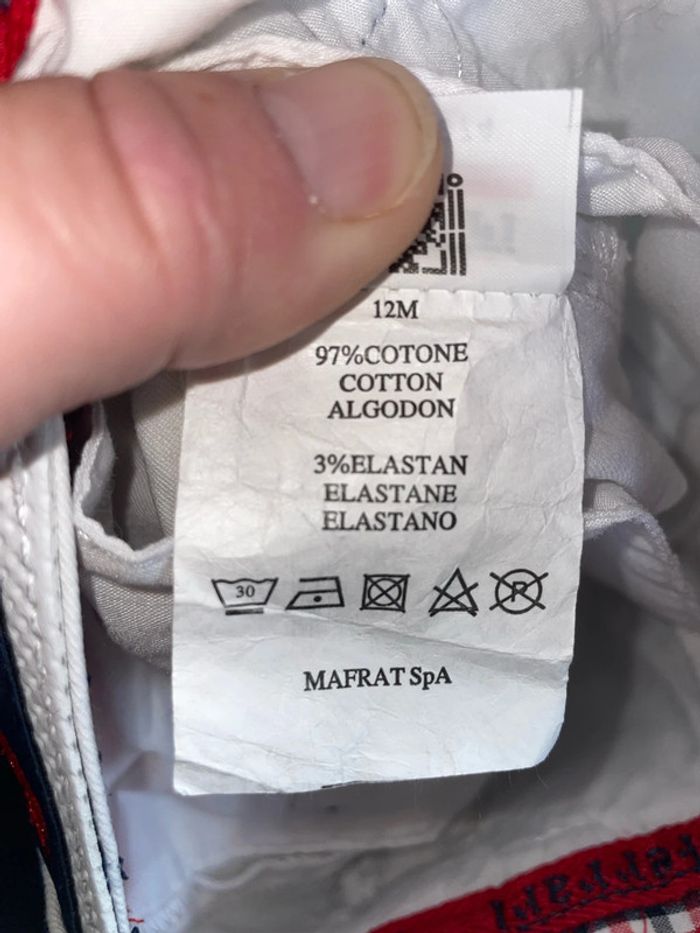 12M
97%COTONE
COTTON
ALGODON
3%ELASTAN
ELASTANE
ELASTANO
30
P
MAFRAT SpA